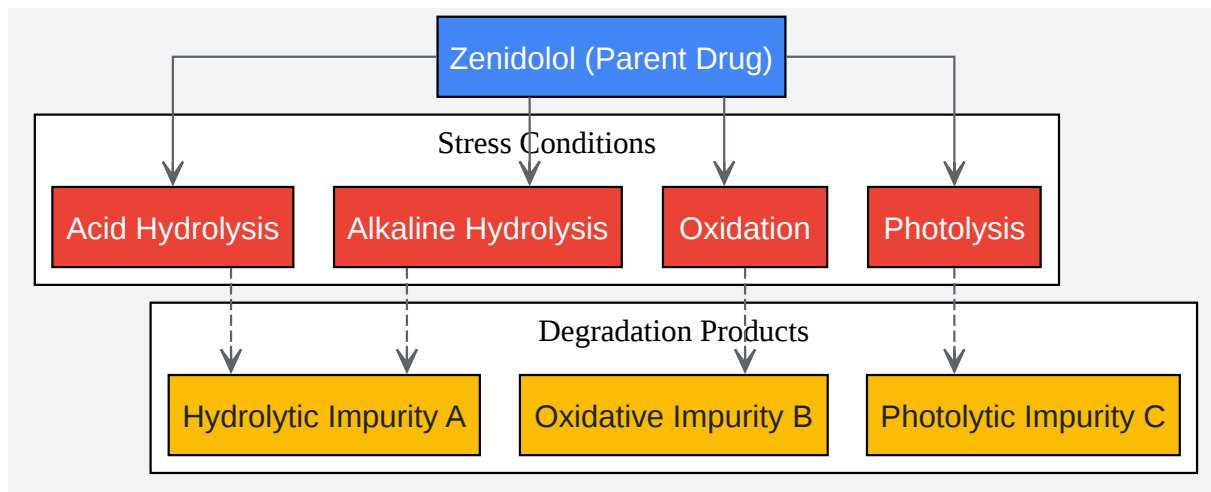 Zenidolol (Parent Drug)
Stress Conditions
Acid Hydrolysis
Alkaline Hydrolysis
Oxidation
Photolysis
Degradation Products
Hydrolytic Impurity A
Oxidative Impurity B
Photolytic Impurity C